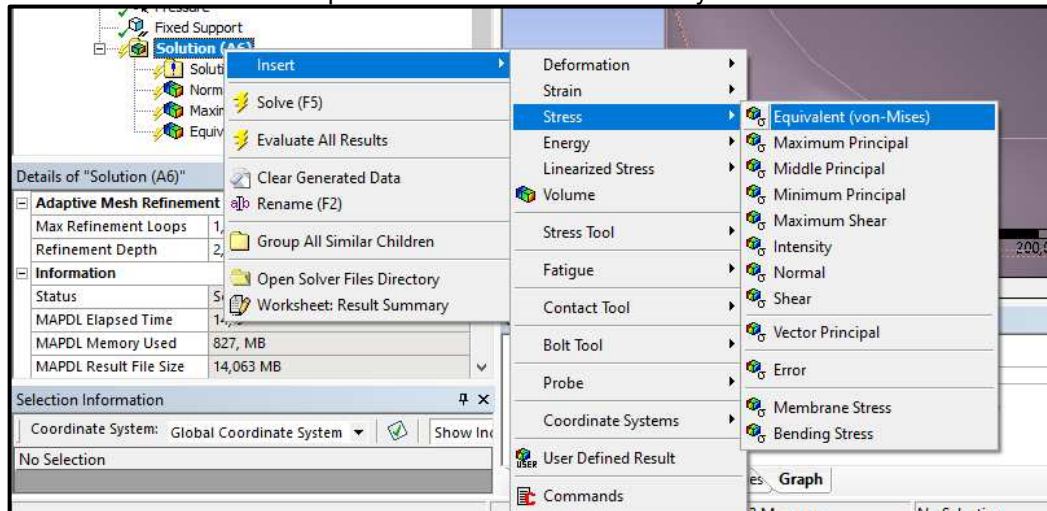 Pressure
Fixed Support
Solution (A6)
Insert
Deformation
Strain
Solve (F5)
Stress
Equivalent (von-Mises)
Evaluate All Results
Energy
Maximum Principal
Linearized Stress
Middle Principal
Details of "Solution (A6)"
Clear Generated Data
Volume
Minimum Principal
Adaptive Mesh Refinement
Rename (F2)
Maximum Shear
Max Refinement Loops 1,
Stress Tool
Intensity
200,0
Refinement Depth 2,
Group All Similar Children
Normal
Information
Open Solver Files Directory
Fatigue
Shear
Status
Worksheet: Result Summary
Contact Tool
MAPDL Elapsed Time
Vector Principal
MAPDL Memory Used 827, MB
Bolt Tool
MAPDL Result File Size 14,063 MB
Probe
Error
Selection Information
Membrane Stress
Coordinate System: Global Coordinate System
Show Inc
Coordinate Systems
Bending Stress
No Selection
User Defined Result
Graph
Commands
No Selection